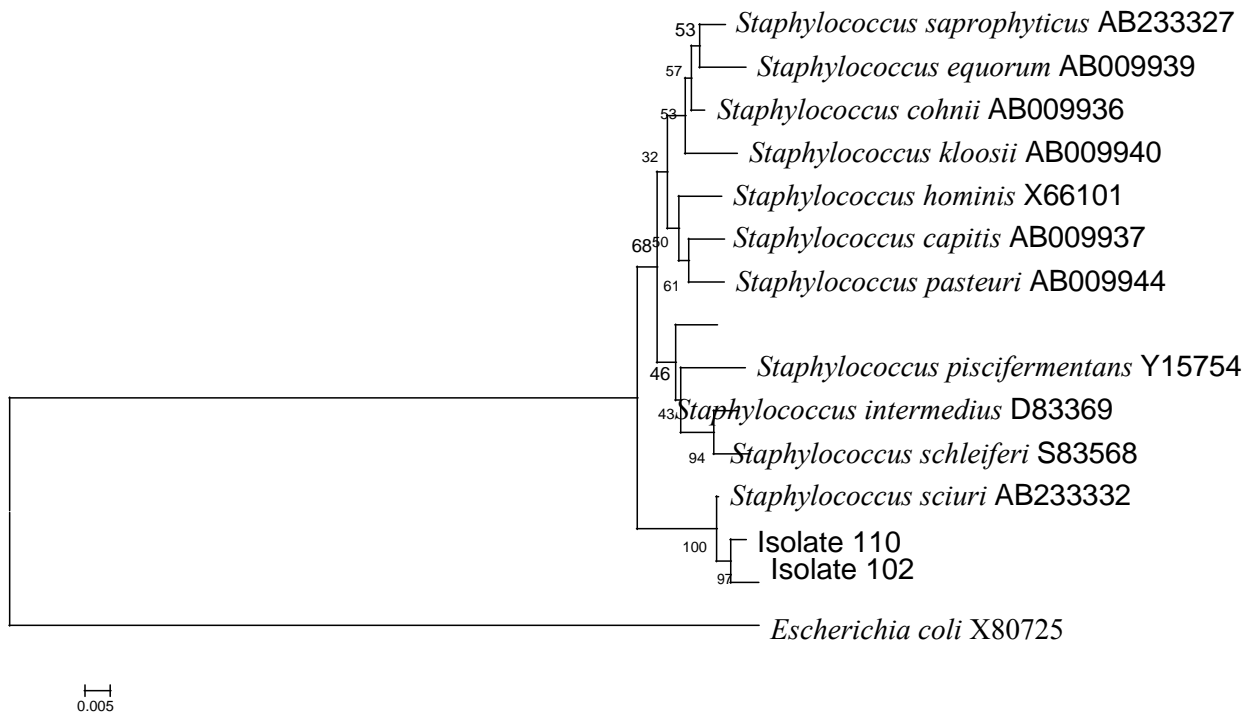 53
Staphylococcus saprophyticus AB233327
57
Staphylococcus equorum AB009939
53
Staphylococcus cohnii AB009936
32
Staphylococcus kloosii AB009940
Staphylococcus hominis X66101
68
50
Staphylococcus capitis AB009937
61
Staphylococcus pasteuri AB009944
46
Staphylococcus piscifermentans Y15754
43
Staphylococcus intermedius D83369
94
Staphylococcus schleiferi S83568
Staphylococcus sciuri AB233332
100
Isolate 110
97
Isolate 102
Escherichia coli X80725
0.005